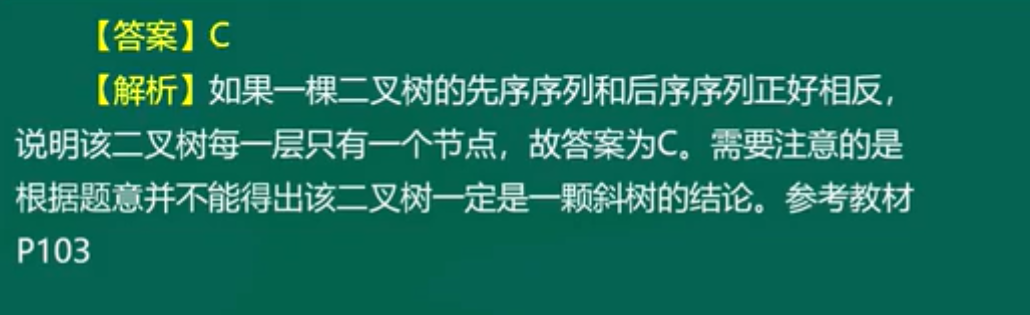 【答案】C
【解析】如果一棵二叉树的先序序列和后序序列正好相反，
说明该二叉树每一层只有一个节点，故答案为C。需要注意的是
根据题意并不能得出该二叉树一定是一颗斜树的结论。参考教材
P103